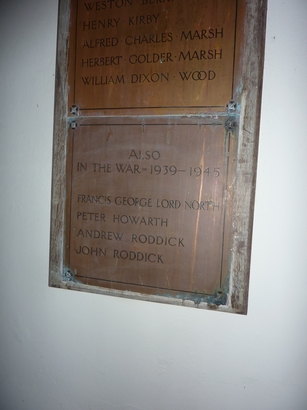 WESTON
HENRY KIRBY
ALFRED CHARLES MARSH
HERBERT GOLDER-MARSH
WILLIAM DIXON WOOD
ALSO
IN THE WAR-1939-1945
FRANCIS GEORGE LORD NORTH
PETER HOWARTH
ANDREW RODDICK
JOHN RODDICK